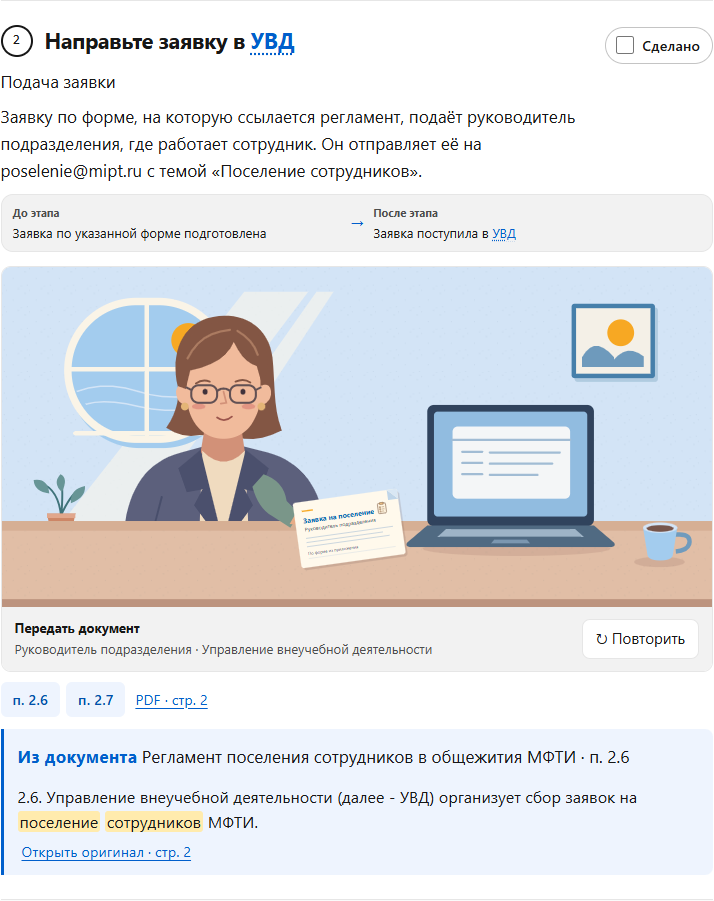 2 Направьте заявку в УВД
Сделано
Подача заявки
Заявку по форме, на которую ссылается регламент, подаёт руководитель
подразделения, где работает сотрудник. Он отправляет её на
poselenie@mipt.ru с темой «Поселение сотрудников».
До этапа
Заявка по указанной форме подготовлена
→
После этапа
Заявка поступила в УВД
Заявка на поселение
Руководитель подразделения
По форме из приложения
Передать документ
Руководитель подразделения · Управление внеучебной деятельности
↻ Повторить
п. 2.6 п. 2.7 PDF · стр. 2
Из документа Регламент поселения сотрудников в общежития МФТИ · п. 2.6
2.6. Управление внеучебной деятельности (далее - УВД) организует сбор заявок на
поселение сотрудников МФТИ.
Открыть оригинал · стр. 2